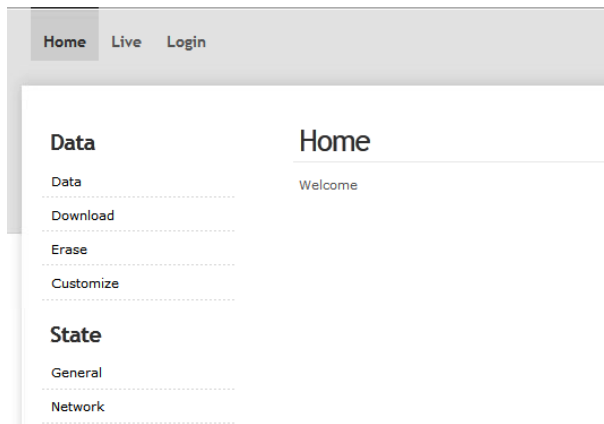 Home Live Login
Data
Data
Download
Erase
Customize
State
General
Network
Home
Welcome